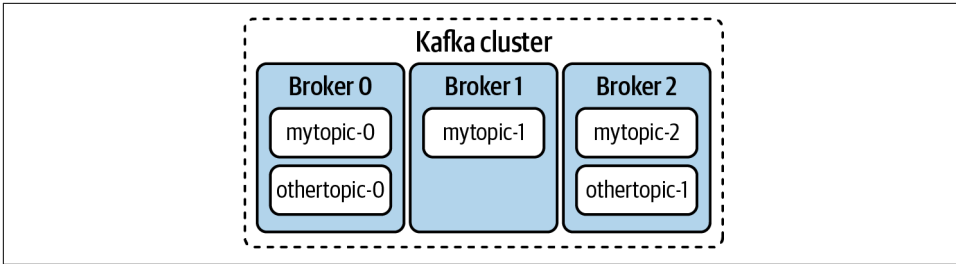 Kafka cluster
Broker 0
mytopic-0
othertopic-0
Broker 1
mytopic-1
Broker 2
mytopic-2
othertopic-1